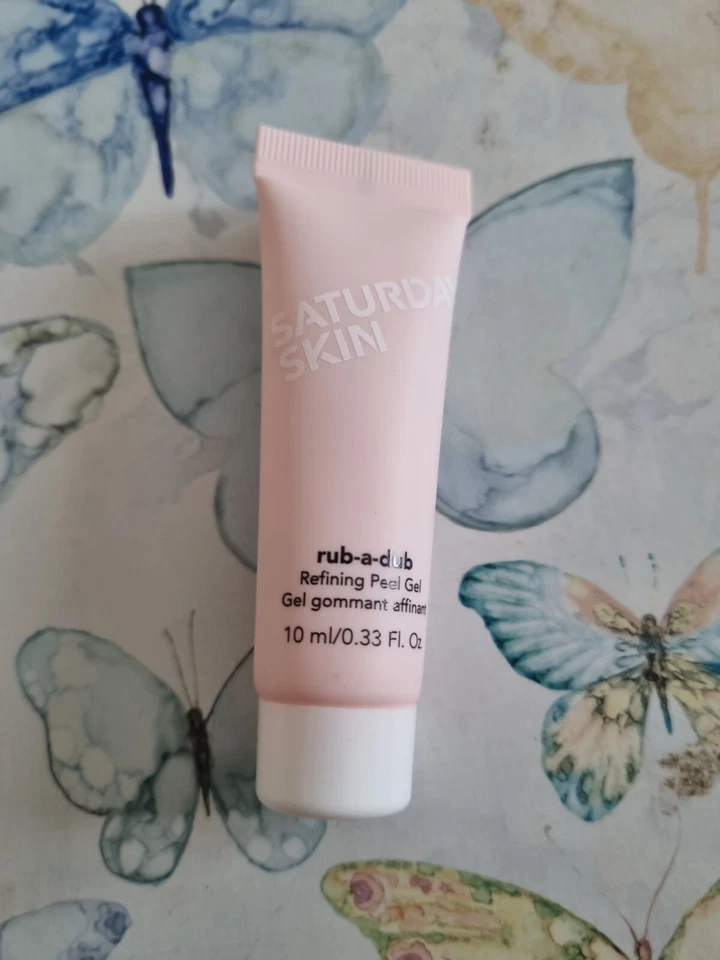 SATURDAY
SKIN
rub-a-dub
Refining Peel Gel
Gel gommant affinant
10 ml/0.33 Fl. Oz